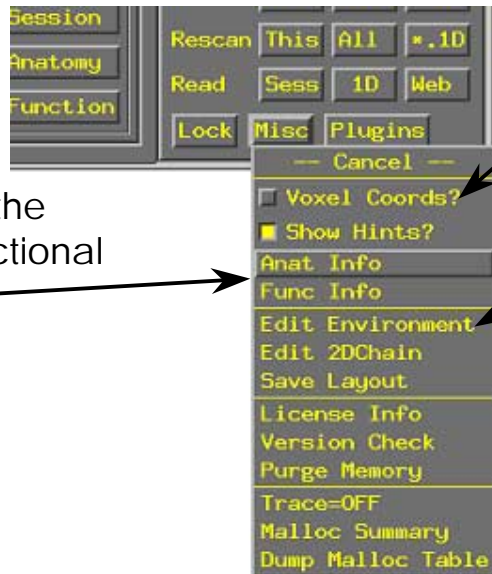 Session
Anatomy
Function
Rescan This All *.1D
Read Sess 1D Web
Lock Misc Plugins
-- Cancel --
Voxel Coords?
Show Hints?
the
ctional
Anat Info
Func Info
Edit Environment
Edit 2DChain
Save Layout
License Info
Version Check
Purge Memory
Trace=OFF
Malloc Summary
Dump Malloc Table